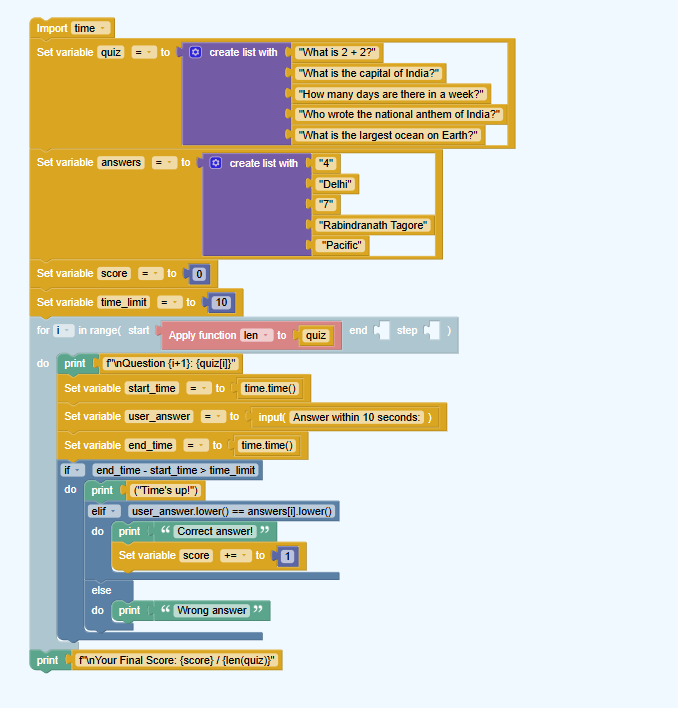 Import time
Set variable quiz = to create list with "What is 2 + 2?"
"What is the capital of India?"
"How many days are there in a week?"
"Who wrote the national anthem of India?"
"What is the largest ocean on Earth?"
Set variable answers = to create list with "4"
"Delhi"
"7"
"Rabindranath Tagore"
"Pacific"
Set variable score = to 0
Set variable time_limit = to 10
for i in range( start Apply function len to quiz end step )
do print f"\nQuestion {i+1}: {quiz[i]}"
Set variable start_time = to time.time()
Set variable user_answer = to input( Answer within 10 seconds: )
Set variable end_time = to time.time()
if end_time - start_time > time_limit
do print ("Time's up!")
elif user_answer.lower() == answers[i].lower()
do print “ Correct answer! ”
Set variable score += to 1
else
do print “ Wrong answer ”
print f"\nYour Final Score: {score} / {len(quiz)}"